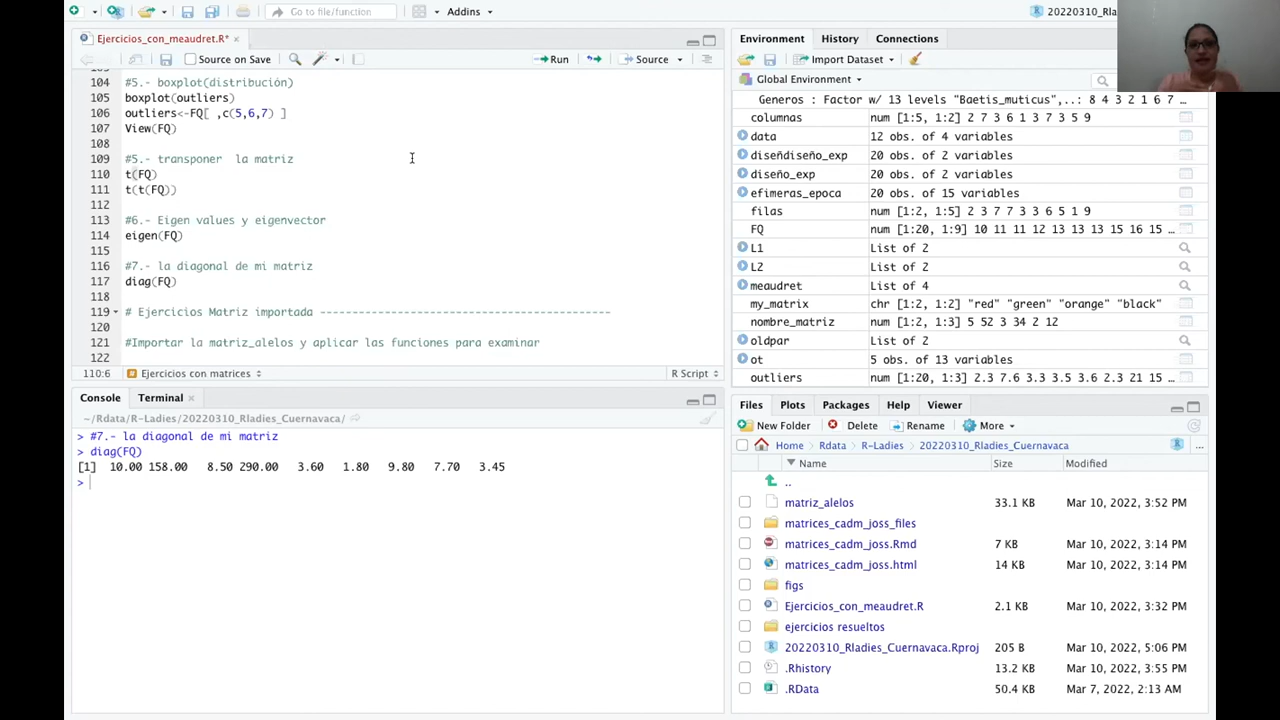 Go to file/function
Addins
20220310_Rla
Ejercicios_con_meaudret.R*
Source on Save
Run
Source
104 #5.- boxplot(distribución)
105 boxplot(outliers)
106 outliers<-FQ[ ,c(5,6,7) ]
107 View(FQ)
108
109 #5.- transponer  la matriz
110 t(FQ)
111 t(t(FQ))
112
113 #6.- Eigen values y eigenvector
114 eigen(FQ)
115
116 #7.- la diagonal de mi matriz
117 diag(FQ)
118
119 # Ejercicios Matriz importada --------------------------------------------
120
121 #Importar la matriz_alelos y aplicar las funciones para examinar
122
110:6 Ejercicios con matrices R Script
Console Terminal
~/Rdata/R-Ladies/20220310_Rladies_Cuernavaca/
> #7.- la diagonal de mi matriz
> diag(FQ)
[1]  10.00 158.00   8.50 290.00   3.60   1.80   9.80   7.70   3.45
>
Environment History Connections
Import Dataset
Global Environment
Generos : Factor w/ 13 levels "Baetis_muticus",..: 8 4 3 2 1 6 7 ...
columnas num [1:5, 1:2] 2 7 3 6 1 3 7 3 5 9
data 12 obs. of 4 variables
diseñdiseño_exp 20 obs. of 2 variables
diseño_exp 20 obs. of 2 variables
efimeras_epoca 20 obs. of 15 variables
filas num [1:2, 1:5] 2 3 7 7 3 3 6 5 1 9
FQ num [1:20, 1:9] 10 11 11 12 13 13 13 15 16 15 ...
L1 List of 2
L2 List of 2
meaudret List of 4
my_matrix chr [1:2, 1:2] "red" "green" "orange" "black"
nombre_matriz num [1:2, 1:3] 5 52 3 34 2 12
oldpar List of 2
ot 5 obs. of 13 variables
outliers num [1:20, 1:3] 2.3 7.6 3.3 3.5 3.6 2.3 21 15 ...
Files Plots Packages Help Viewer
New Folder Delete Rename More
Home Rdata R-Ladies 20220310_Rladies_Cuernavaca ...
Name Size Modified
..
matriz_alelos 33.1 KB Mar 10, 2022, 3:52 PM
matrices_cadm_joss_files
matrices_cadm_joss.Rmd 7 KB Mar 10, 2022, 3:14 PM
matrices_cadm_joss.html 14 KB Mar 10, 2022, 3:14 PM
figs
Ejercicios_con_meaudret.R 2.1 KB Mar 10, 2022, 3:32 PM
ejercicios resueltos
20220310_Rladies_Cuernavaca.Rproj 205 B Mar 10, 2022, 5:06 PM
.Rhistory 13.2 KB Mar 10, 2022, 3:55 PM
.RData 50.4 KB Mar 7, 2022, 2:13 AM